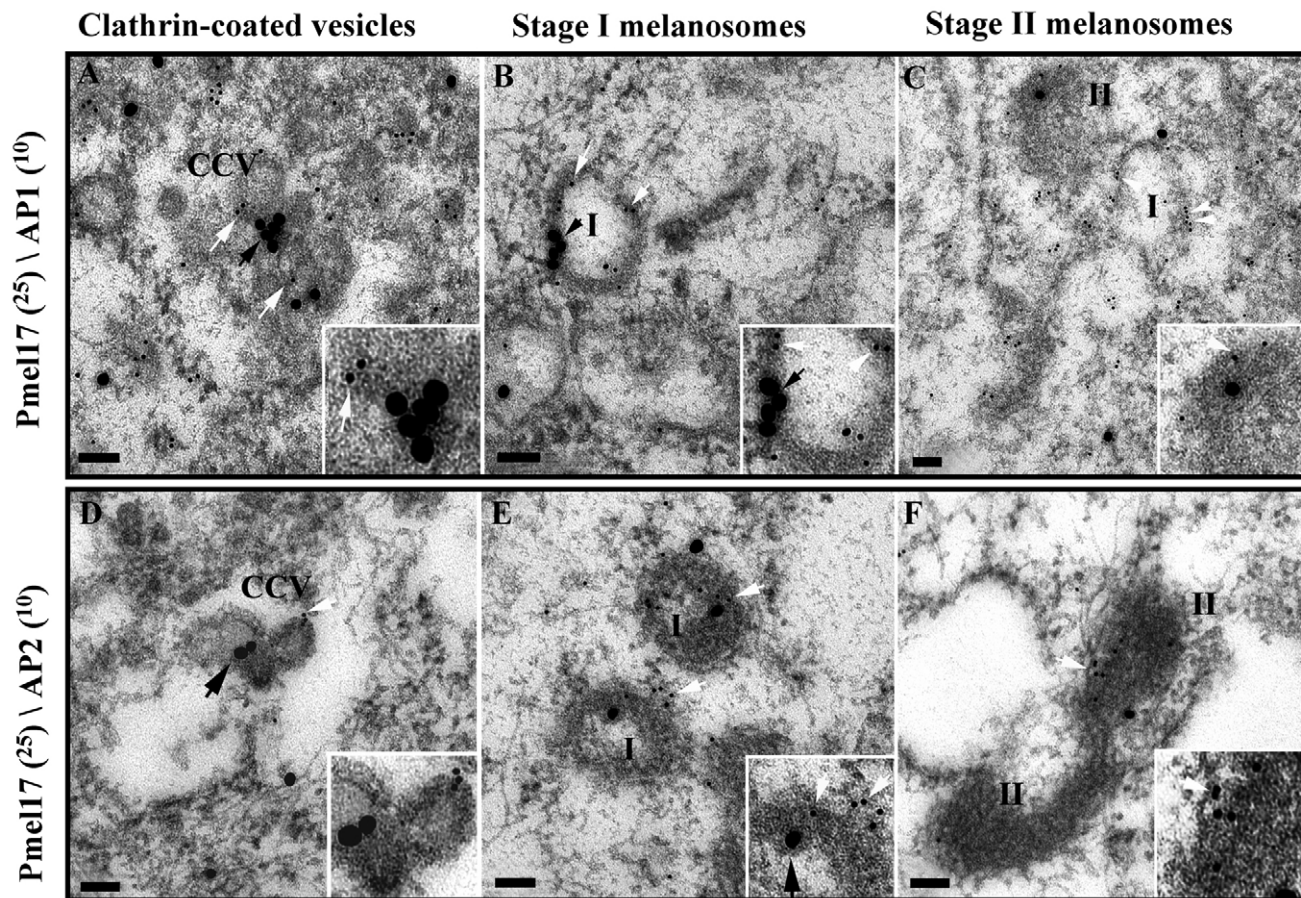 Clathrin-coated vesicles
Stage I melanosomes
Stage II melanosomes
Pmel17 (25) \ AP1 (10)
A
CCV
B
I
C
II
I
Pmel17 (25) \ AP2 (10)
D
CCV
E
I
I
F
II
II